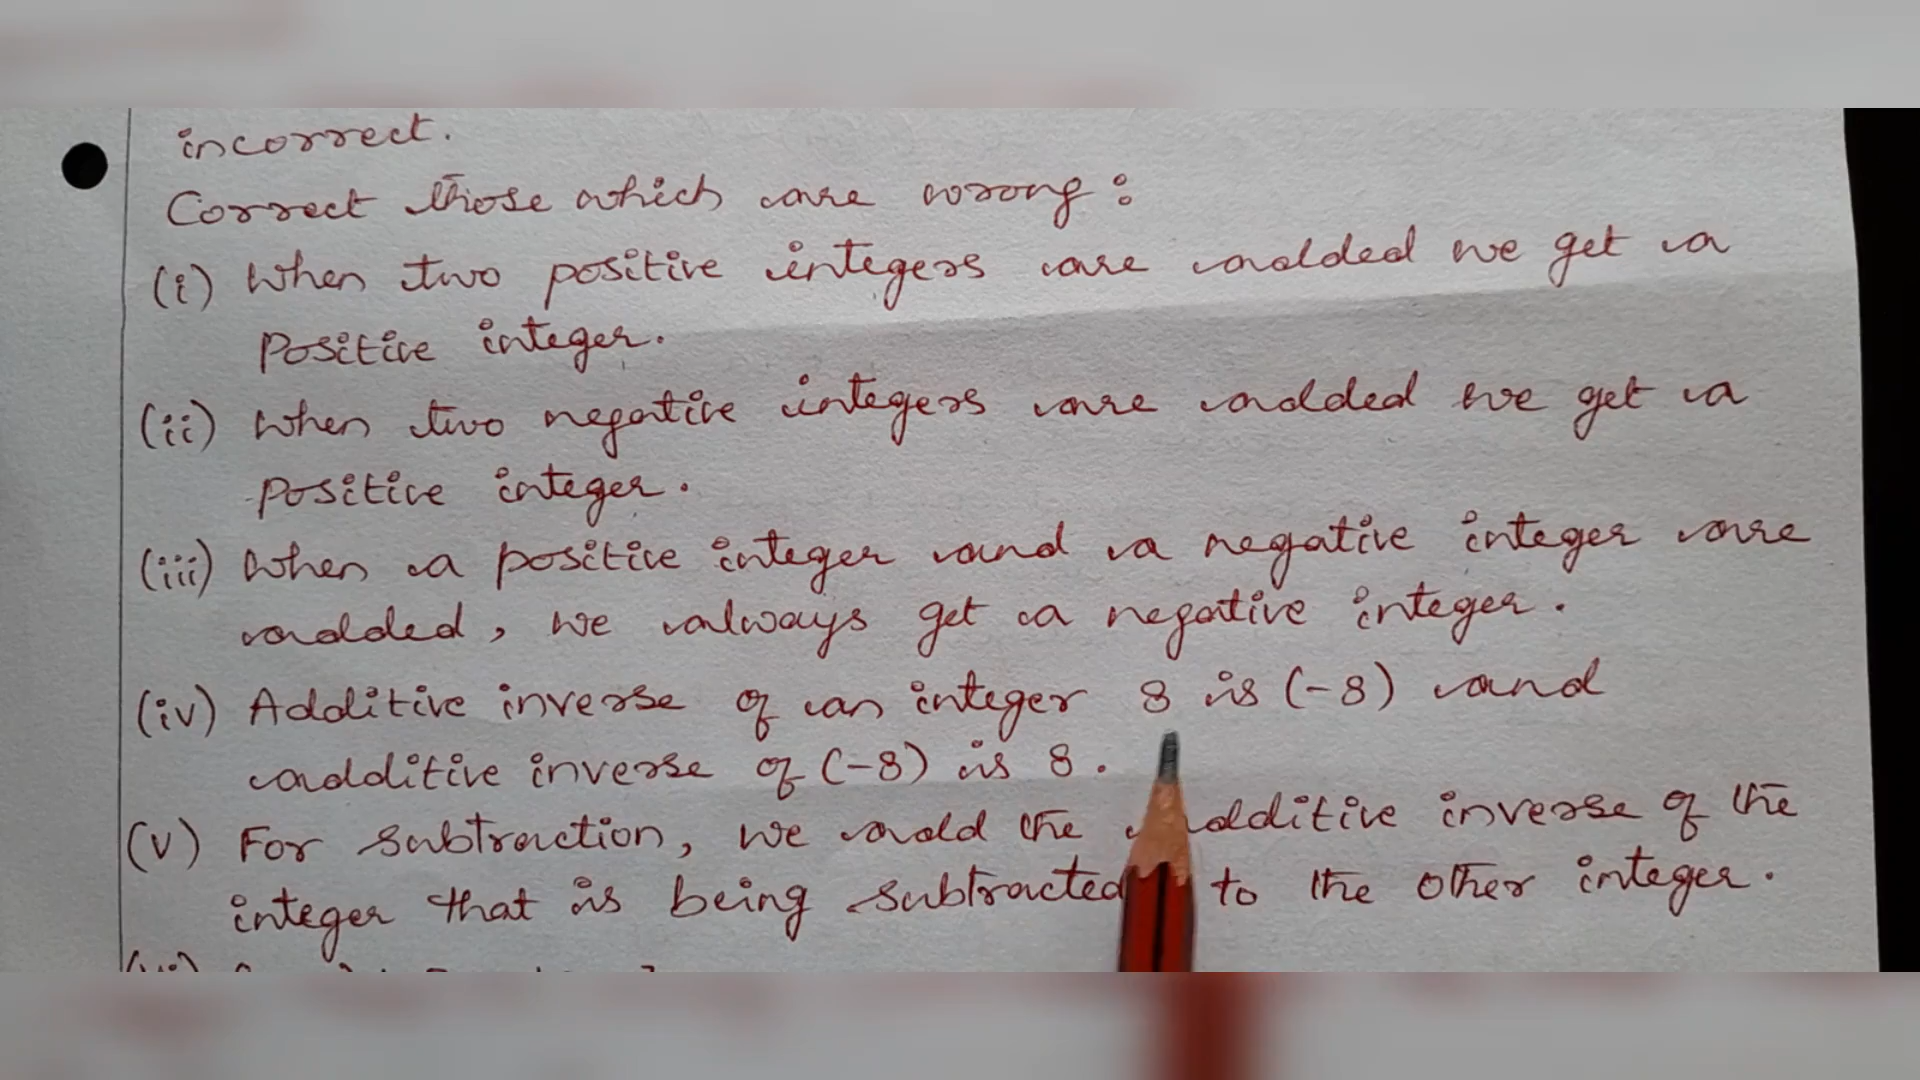 incorrect.
Correct those which are wrong:
(i) When two positive integers are added we get a
positive integer.
(ii) When two negative integers are added we get a
positive integer.
(iii) When a positive integer and a negative integer are
added, we always get a negative integer.
(iv) Additive inverse of an integer 8 is (-8) and
additive inverse of (-8) is 8.
(v) For subtraction, we add the additive inverse of the
integer that is being subtracted to the other integer.